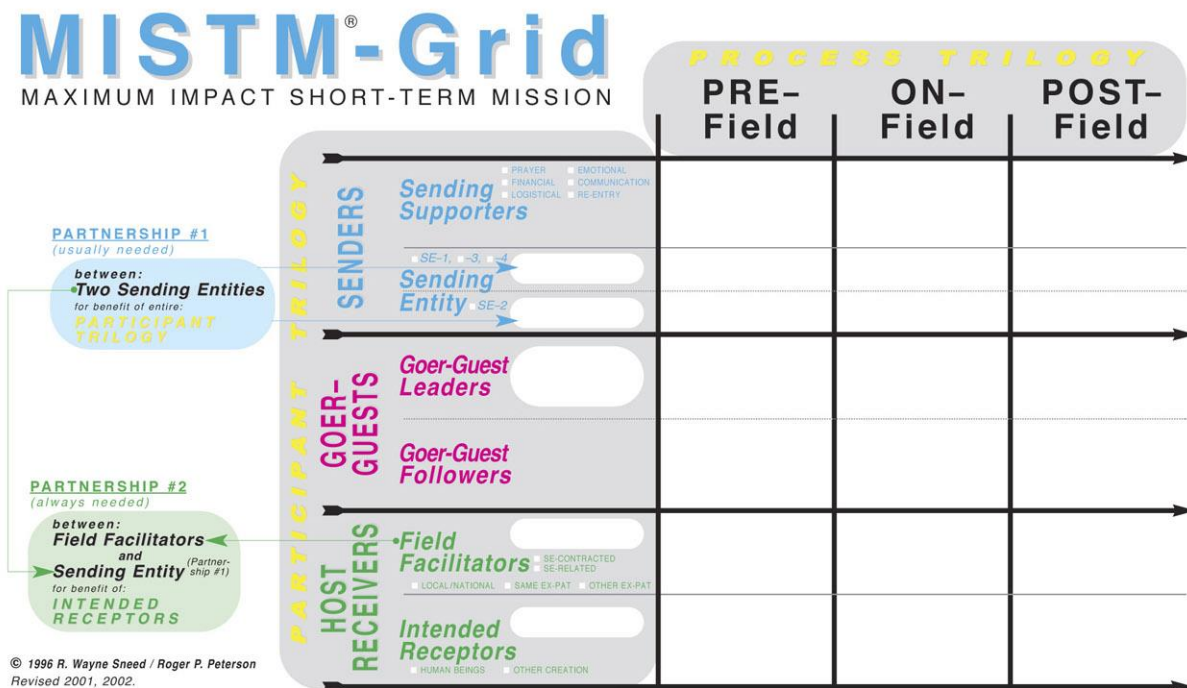 MISTM®-Grid
MAXIMUM IMPACT SHORT-TERM MISSION
PROCESS TRILOGY
PRE–
Field
ON–
Field
POST–
Field
PARTICIPANT TRILOGY
SENDERS
Sending
Supporters
PRAYER
FINANCIAL
LOGISTICAL
EMOTIONAL
COMMUNICATION
RE-ENTRY
SE–1, –3, –4
Sending
Entity
SE–2
GOER–
GUESTS
Goer-Guest
Leaders
Goer-Guest
Followers
HOST
RECEIVERS
Field
Facilitators
SE-CONTRACTED
SE-RELATED
LOCAL/NATIONAL SAME EX-PAT OTHER EX-PAT
Intended
Receptors
HUMAN BEINGS OTHER CREATION
PARTNERSHIP #1
(usually needed)
between:
Two Sending Entities
for benefit of entire:
PARTICIPANT
TRILOGY
PARTNERSHIP #2
(always needed)
between:
Field Facilitators
and
Sending Entity (Partner-
ship #1)
for benefit of:
INTENDED
RECEPTORS
© 1996 R. Wayne Sneed / Roger P. Peterson
Revised 2001, 2002.